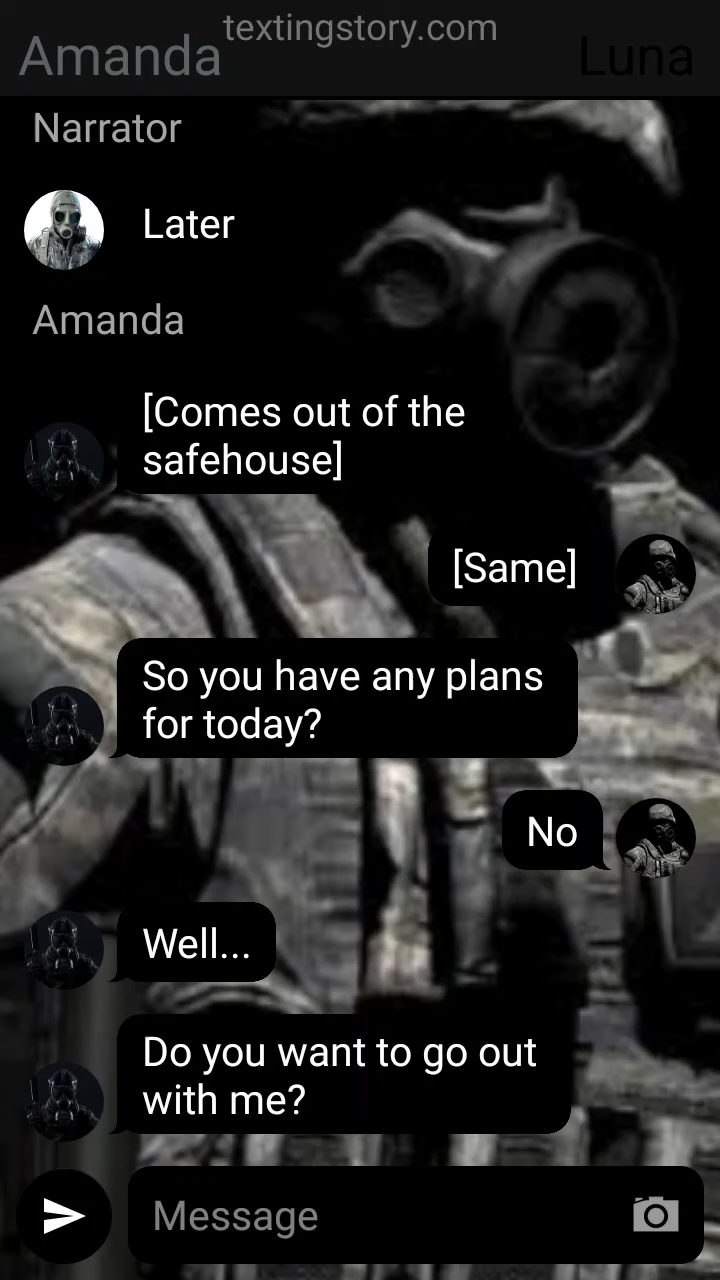 textingstory.com
Amanda
Luna
Narrator
Later
Amanda
[Comes out of the
safehouse]
[Same]
So you have any plans
for today?
No
Well...
Do you want to go out
with me?
Message